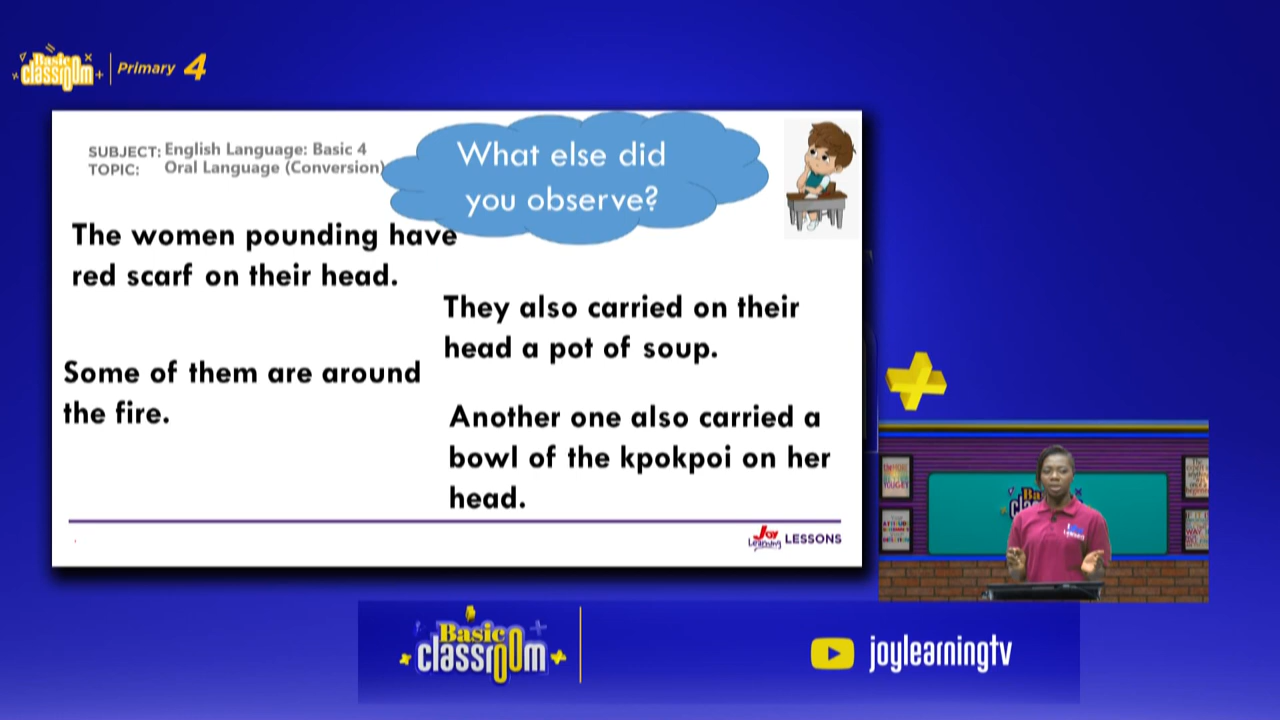 Basic
classroom
Primary 4
SUBJECT: English Language: Basic 4
TOPIC: Oral Language (Conversion)
What else did
you observe?
The women pounding have
red scarf on their head.
They also carried on their
head a pot of soup.
Some of them are around
the fire.
Another one also carried a
bowl of the kpokpoi on her
head.
Joy
Learning
LESSONS
Basic
classroom
joylearningtv